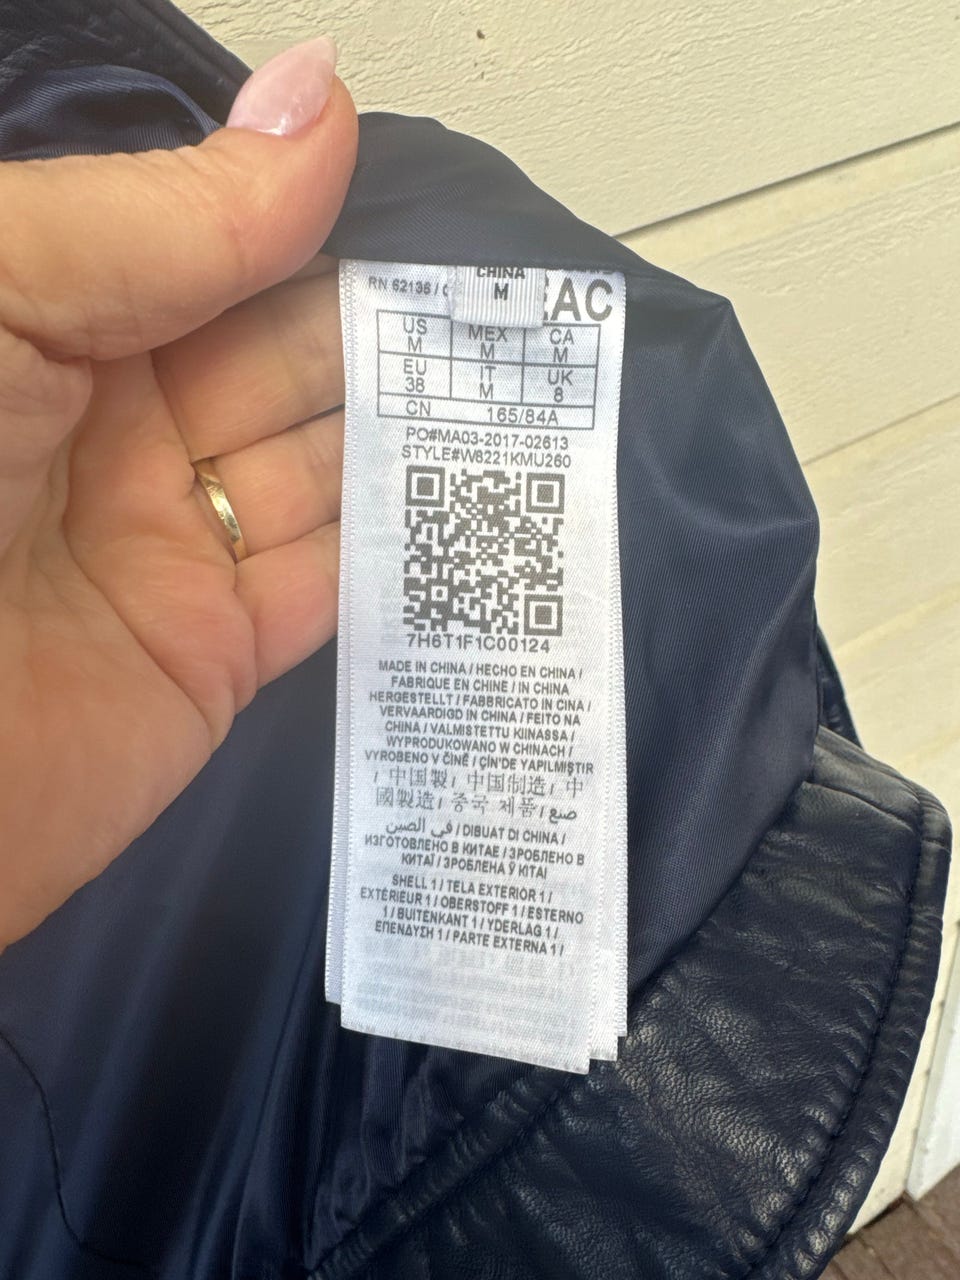 CHINA
M
RN 62136 /
EAC
US
M
MEX
M
CA
M
EU
38
IT
M
UK
8
CN 165/84A
PO#MA03-2017-02613
STYLE#W8221KMU260
7H6T1F1C00124
MADE IN CHINA / HECHO EN CHINA /
FABRIQUE EN CHINE / IN CHINA
HERGESTELLT / FABBRICATO IN CINA /
VERVAARDIGD IN CHINA / FEITO NA
CHINA / VALMISTETTU KIINASSA /
WYPRODUKOWANO W CHINACH /
VYROBENO V ČÍNĚ / ÇİN'DE YAPILMIŞTIR
/ 中国製 / 中国制造 / 中
國製造 / 중국 제품 / صنع
في الصين / DIBUAT DI CHINA /
ИЗГОТОВЛЕНО В КИТАЕ / ЗРОБЛЕНО В
КИТАЇ / ЗРОБЛЕНА Ў КІТАІ
SHELL 1 / TELA EXTERIOR 1 /
EXTÉRIEUR 1 / OBERSTOFF 1 / ESTERNO
1 / BUITENKANT 1 / YDERLAG 1 /
ΕΠΕΝΔΥΣΗ 1 / PARTE EXTERNA 1 /